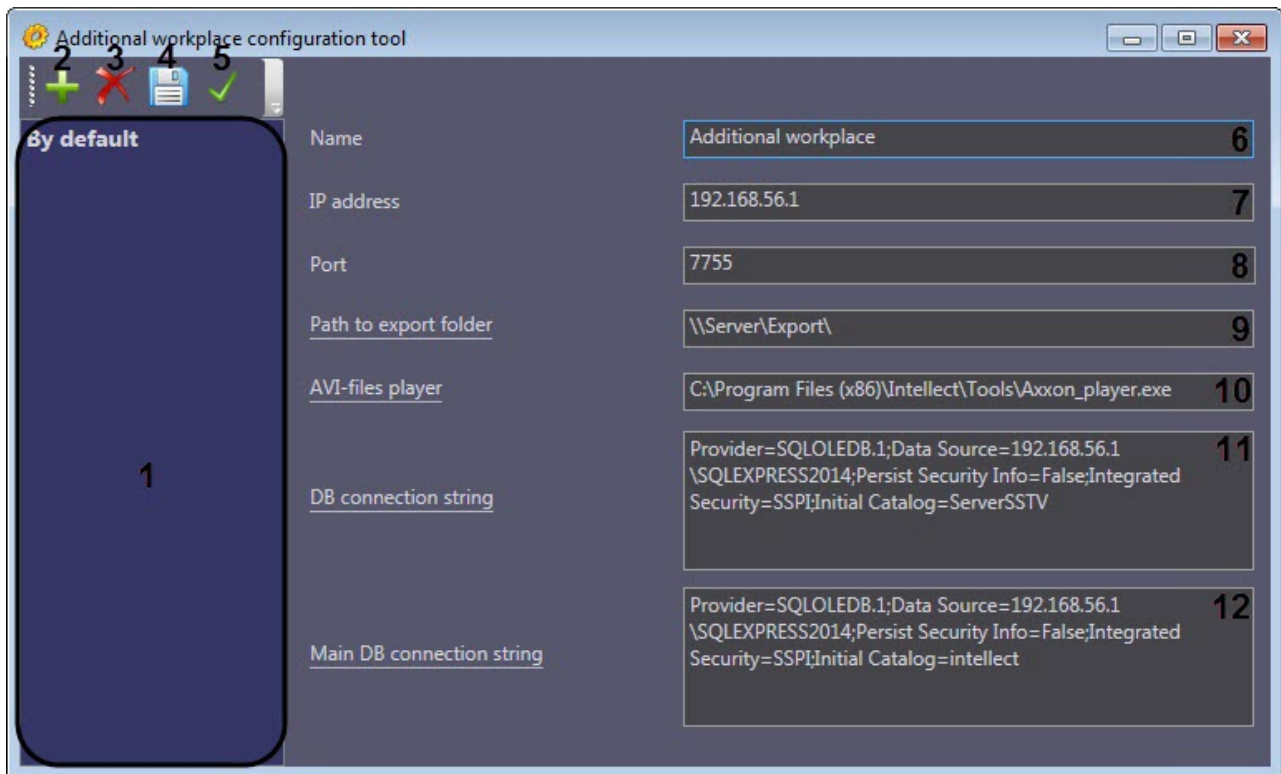 Additional workplace configuration tool
2 3 4 5
By default
1
Name
Additional workplace 6
IP address
192.168.56.1 7
Port
7755 8
Path to export folder
\\Server\Export\ 9
AVI-files player
C:\Program Files (x86)\Intellect\Tools\Axxon_player.exe 10
DB connection string
Provider=SQLOLEDB.1;Data Source=192.168.56.1 11
\SQLEXPRESS2014;Persist Security Info=False;Integrated
Security=SSPI;Initial Catalog=ServerSSTV
Main DB connection string
Provider=SQLOLEDB.1;Data Source=192.168.56.1 12
\SQLEXPRESS2014;Persist Security Info=False;Integrated
Security=SSPI;Initial Catalog=intellect